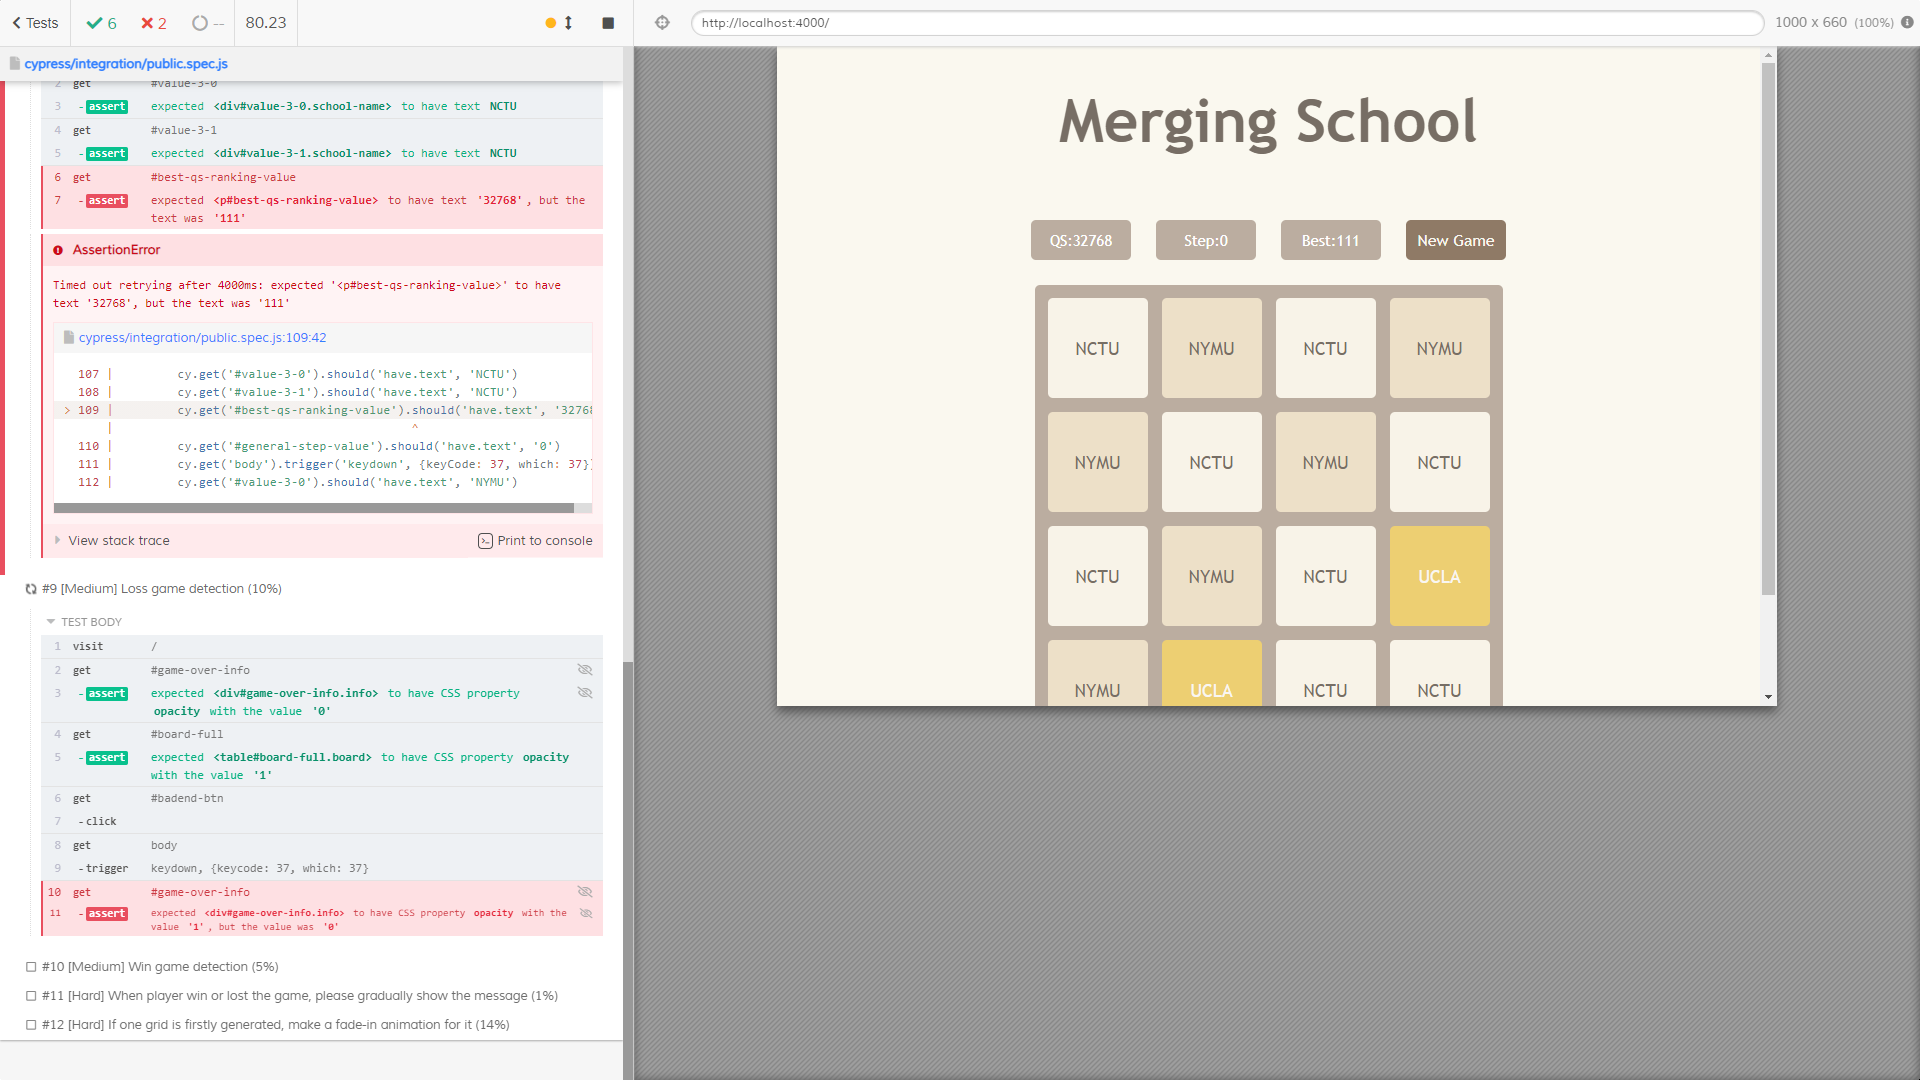 Tests
6
2
--
80.23
http://localhost:4000/
1000 x 660 (100%)
cypress/integration/public.spec.js
2 get #value-3-0
3 -assert expected <div#value-3-0.school-name> to have text NCTU
4 get #value-3-1
5 -assert expected <div#value-3-1.school-name> to have text NCTU
6 get #best-qs-ranking-value
7 -assert expected <p#best-qs-ranking-value> to have text '32768', but the
text was '111'
AssertionError
Timed out retrying after 4000ms: expected '<p#best-qs-ranking-value>' to have
text '32768', but the text was '111'
cypress/integration/public.spec.js:109:42
107 | cy.get('#value-3-0').should('have.text', 'NCTU')
108 | cy.get('#value-3-1').should('have.text', 'NCTU')
> 109 | cy.get('#best-qs-ranking-value').should('have.text', '3276
| ^
110 | cy.get('#general-step-value').should('have.text', '0')
111 | cy.get('body').trigger('keydown', {keyCode: 37, which: 37}
112 | cy.get('#value-3-0').should('have.text', 'NYMU')
View stack trace
Print to console
#9 [Medium] Loss game detection (10%)
TEST BODY
1 visit /
2 get #game-over-info
3 -assert expected <div#game-over-info.info> to have CSS property
opacity with the value '0'
4 get #board-full
5 -assert expected <table#board-full.board> to have CSS property opacity
with the value '1'
6 get #badend-btn
7 -click
8 get body
9 -trigger keydown, {keycode: 37, which: 37}
10 get #game-over-info
11 -assert expected <div#game-over-info.info> to have CSS property opacity with the
value '1', but the value was '0'
#10 [Medium] Win game detection (5%)
#11 [Hard] When player win or lost the game, please gradually show the message (1%)
#12 [Hard] If one grid is firstly generated, make a fade-in animation for it (14%)
Merging School
QS:32768
Step:0
Best:111
New Game
NCTU NYMU NCTU NYMU
NYMU NCTU NYMU NCTU
NCTU NYMU NCTU UCLA
NYMU UCLA NCTU NCTU